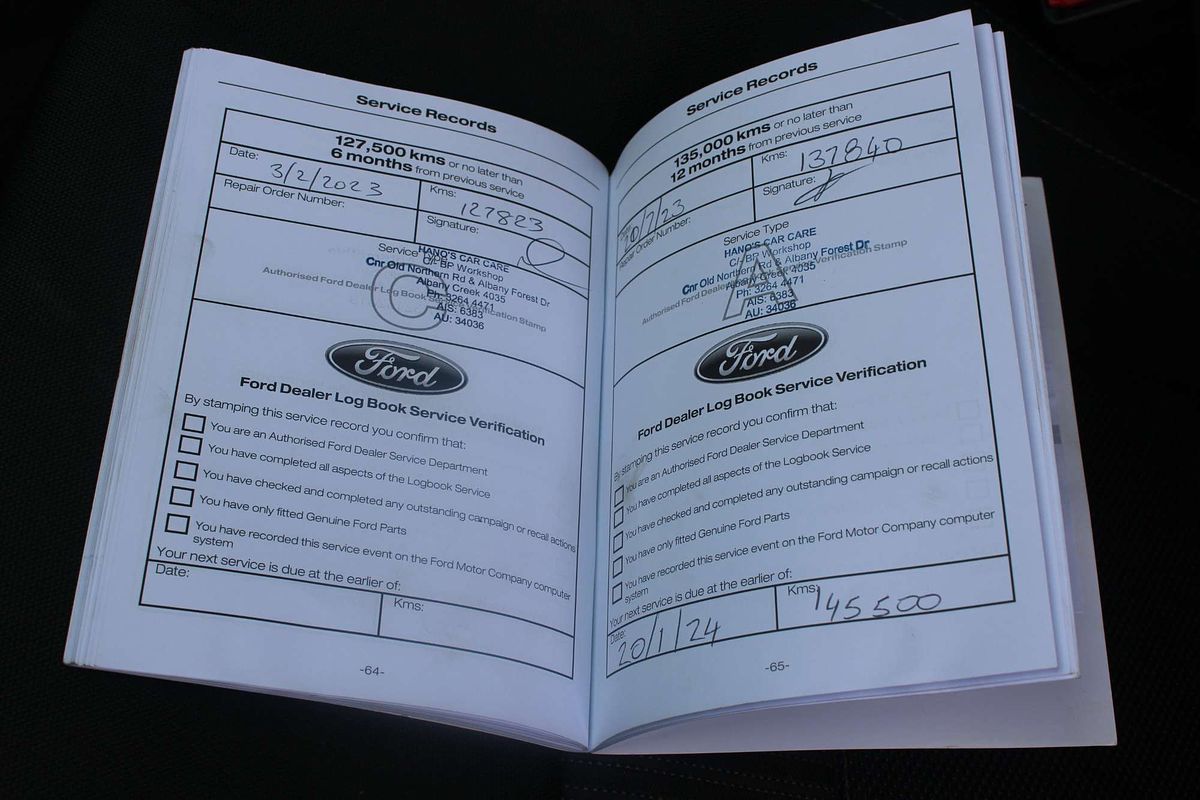 Service Records
127,500 kms or no later than
6 months from previous service
Date: 3/2/2023
Kms: 127823
Repair Order Number:
Signature:
Service Type
C
HANO'S CAR CARE
C/- BP Workshop
Cnr Old Northern Rd & Albany Forest Dr
Albany Creek 4035
Ph: 3264 4471
AIS: 6383
AU: 34036
Authorised Ford Dealer Log Book Service Verification Stamp
Ford
Ford Dealer Log Book Service Verification
By stamping this service record you confirm that:
You are an Authorised Ford Dealer Service Department
You have completed all aspects of the Logbook Service
You have checked and completed any outstanding campaign or recall actions
You have only fitted Genuine Ford Parts
You have recorded this service event on the Ford Motor Company computer
system
Your next service is due at the earlier of:
Date:
Kms:
-64-
Service Records
135,000 kms or no later than
12 months from previous service
Date: 20/7/23
Kms: 137840
Repair Order Number:
Signature:
Service Type
A
HANO'S CAR CARE
C/- BP Workshop
Cnr Old Northern Rd & Albany Forest Dr
Albany Creek 4035
Ph: 3264 4471
AIS: 6383
AU: 34036
Authorised Ford Dealer Log Book Service Verification Stamp
Ford
Ford Dealer Log Book Service Verification
By stamping this service record you confirm that:
You are an Authorised Ford Dealer Service Department
You have completed all aspects of the Logbook Service
You have checked and completed any outstanding campaign or recall actions
You have only fitted Genuine Ford Parts
You have recorded this service event on the Ford Motor Company computer
system
Your next service is due at the earlier of:
Date: 20/1/24
Kms: 145500
-65-